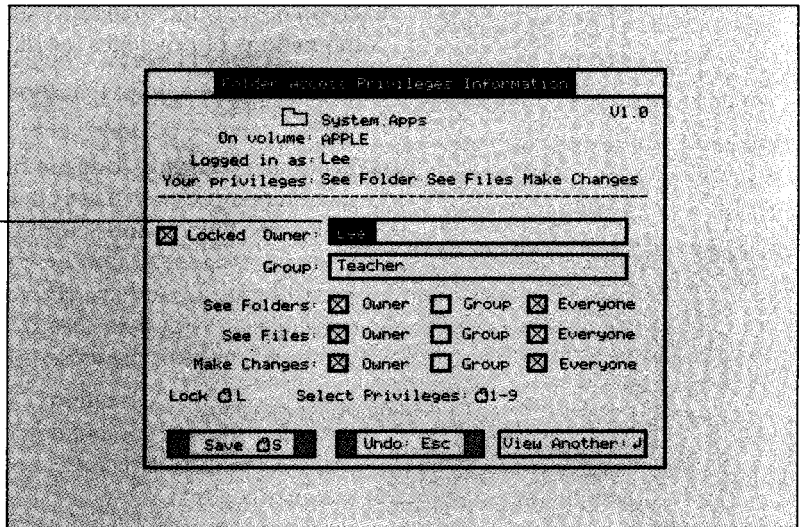 Folder Access Privileges Information
V1.0
System.Apps
On volume: APPLE
Logged in as: Lee
Your privileges: See Folder See Files Make Changes
Locked Owner: Lee
Group: Teacher
See Folders: Owner Group Everyone
See Files: Owner Group Everyone
Make Changes: Owner Group Everyone
Lock L Select Privileges: 1-9
Save S Undo: Esc View Another: